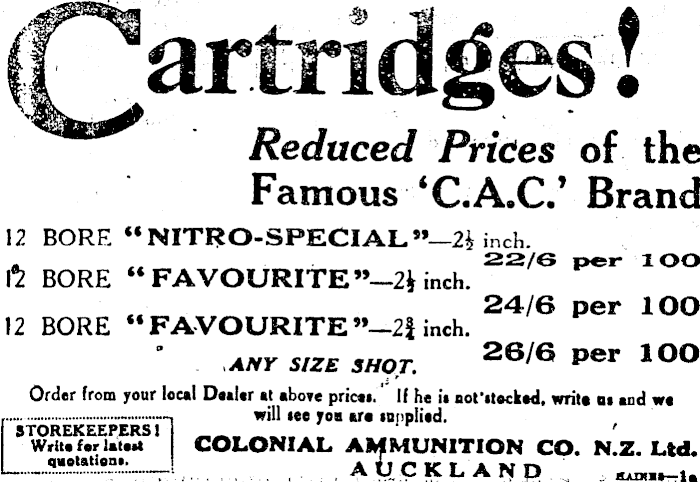 Cartridges!
Reduced Prices of the
Famous 'C.A.C.' Brand
12 BORE "NITRO-SPECIAL"—2½ inch.
22/6 per 100
12 BORE "FAVOURITE"—2½ inch.
24/6 per 100
12 BORE "FAVOURITE"—2¾ inch.
26/6 per 100
ANY SIZE SHOT.
Order from your local Dealer at above prices. If he is not stocked, write us and we
will see you are supplied.
STOREKEEPERS!
Write for latest
quotations.
COLONIAL AMMUNITION CO. N.Z. Ltd.
AUCKLAND